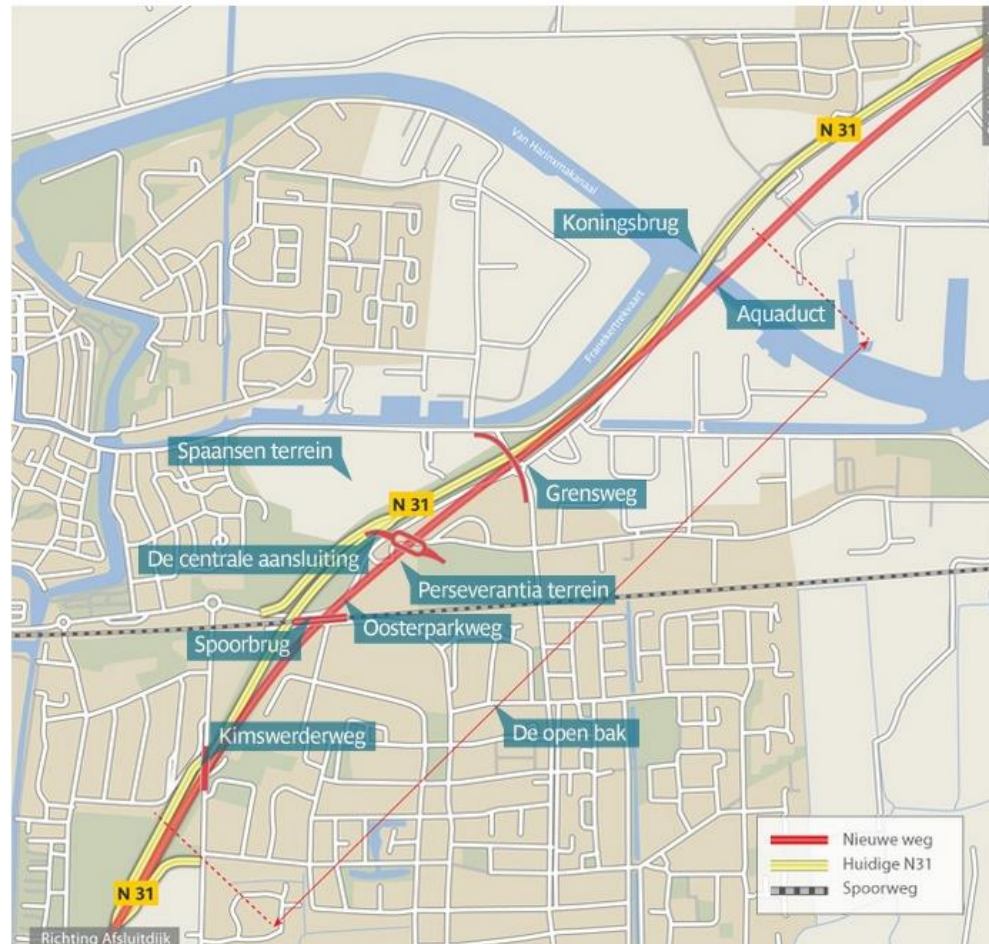 N 31
Van Harinxmakanaal
Koningsbrug
Aquaduct
Franekertrekvaart
Spaansen terrein
Grensweg
N 31
De centrale aansluiting
Perseverantia terrein
Oosterparkweg
Spoorbrug
De open bak
Kimswerderweg
Nieuwe weg
Huidige N31
Spoorweg
N 31
Richting Afsluitdijk